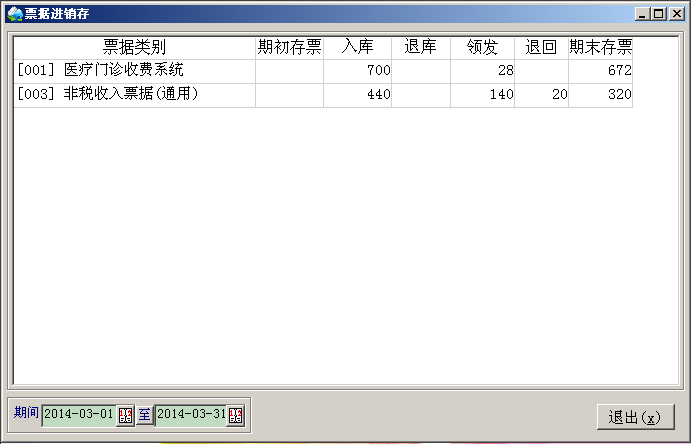 票据进销存
票据类别 期初存票 入库 退库 领发 退回 期末存票
[001] 医疗门诊收费系统 700 28 672
[003] 非税收入票据(通用) 440 140 20 320
期间 2014-03-01 至 2014-03-31 退出(x)